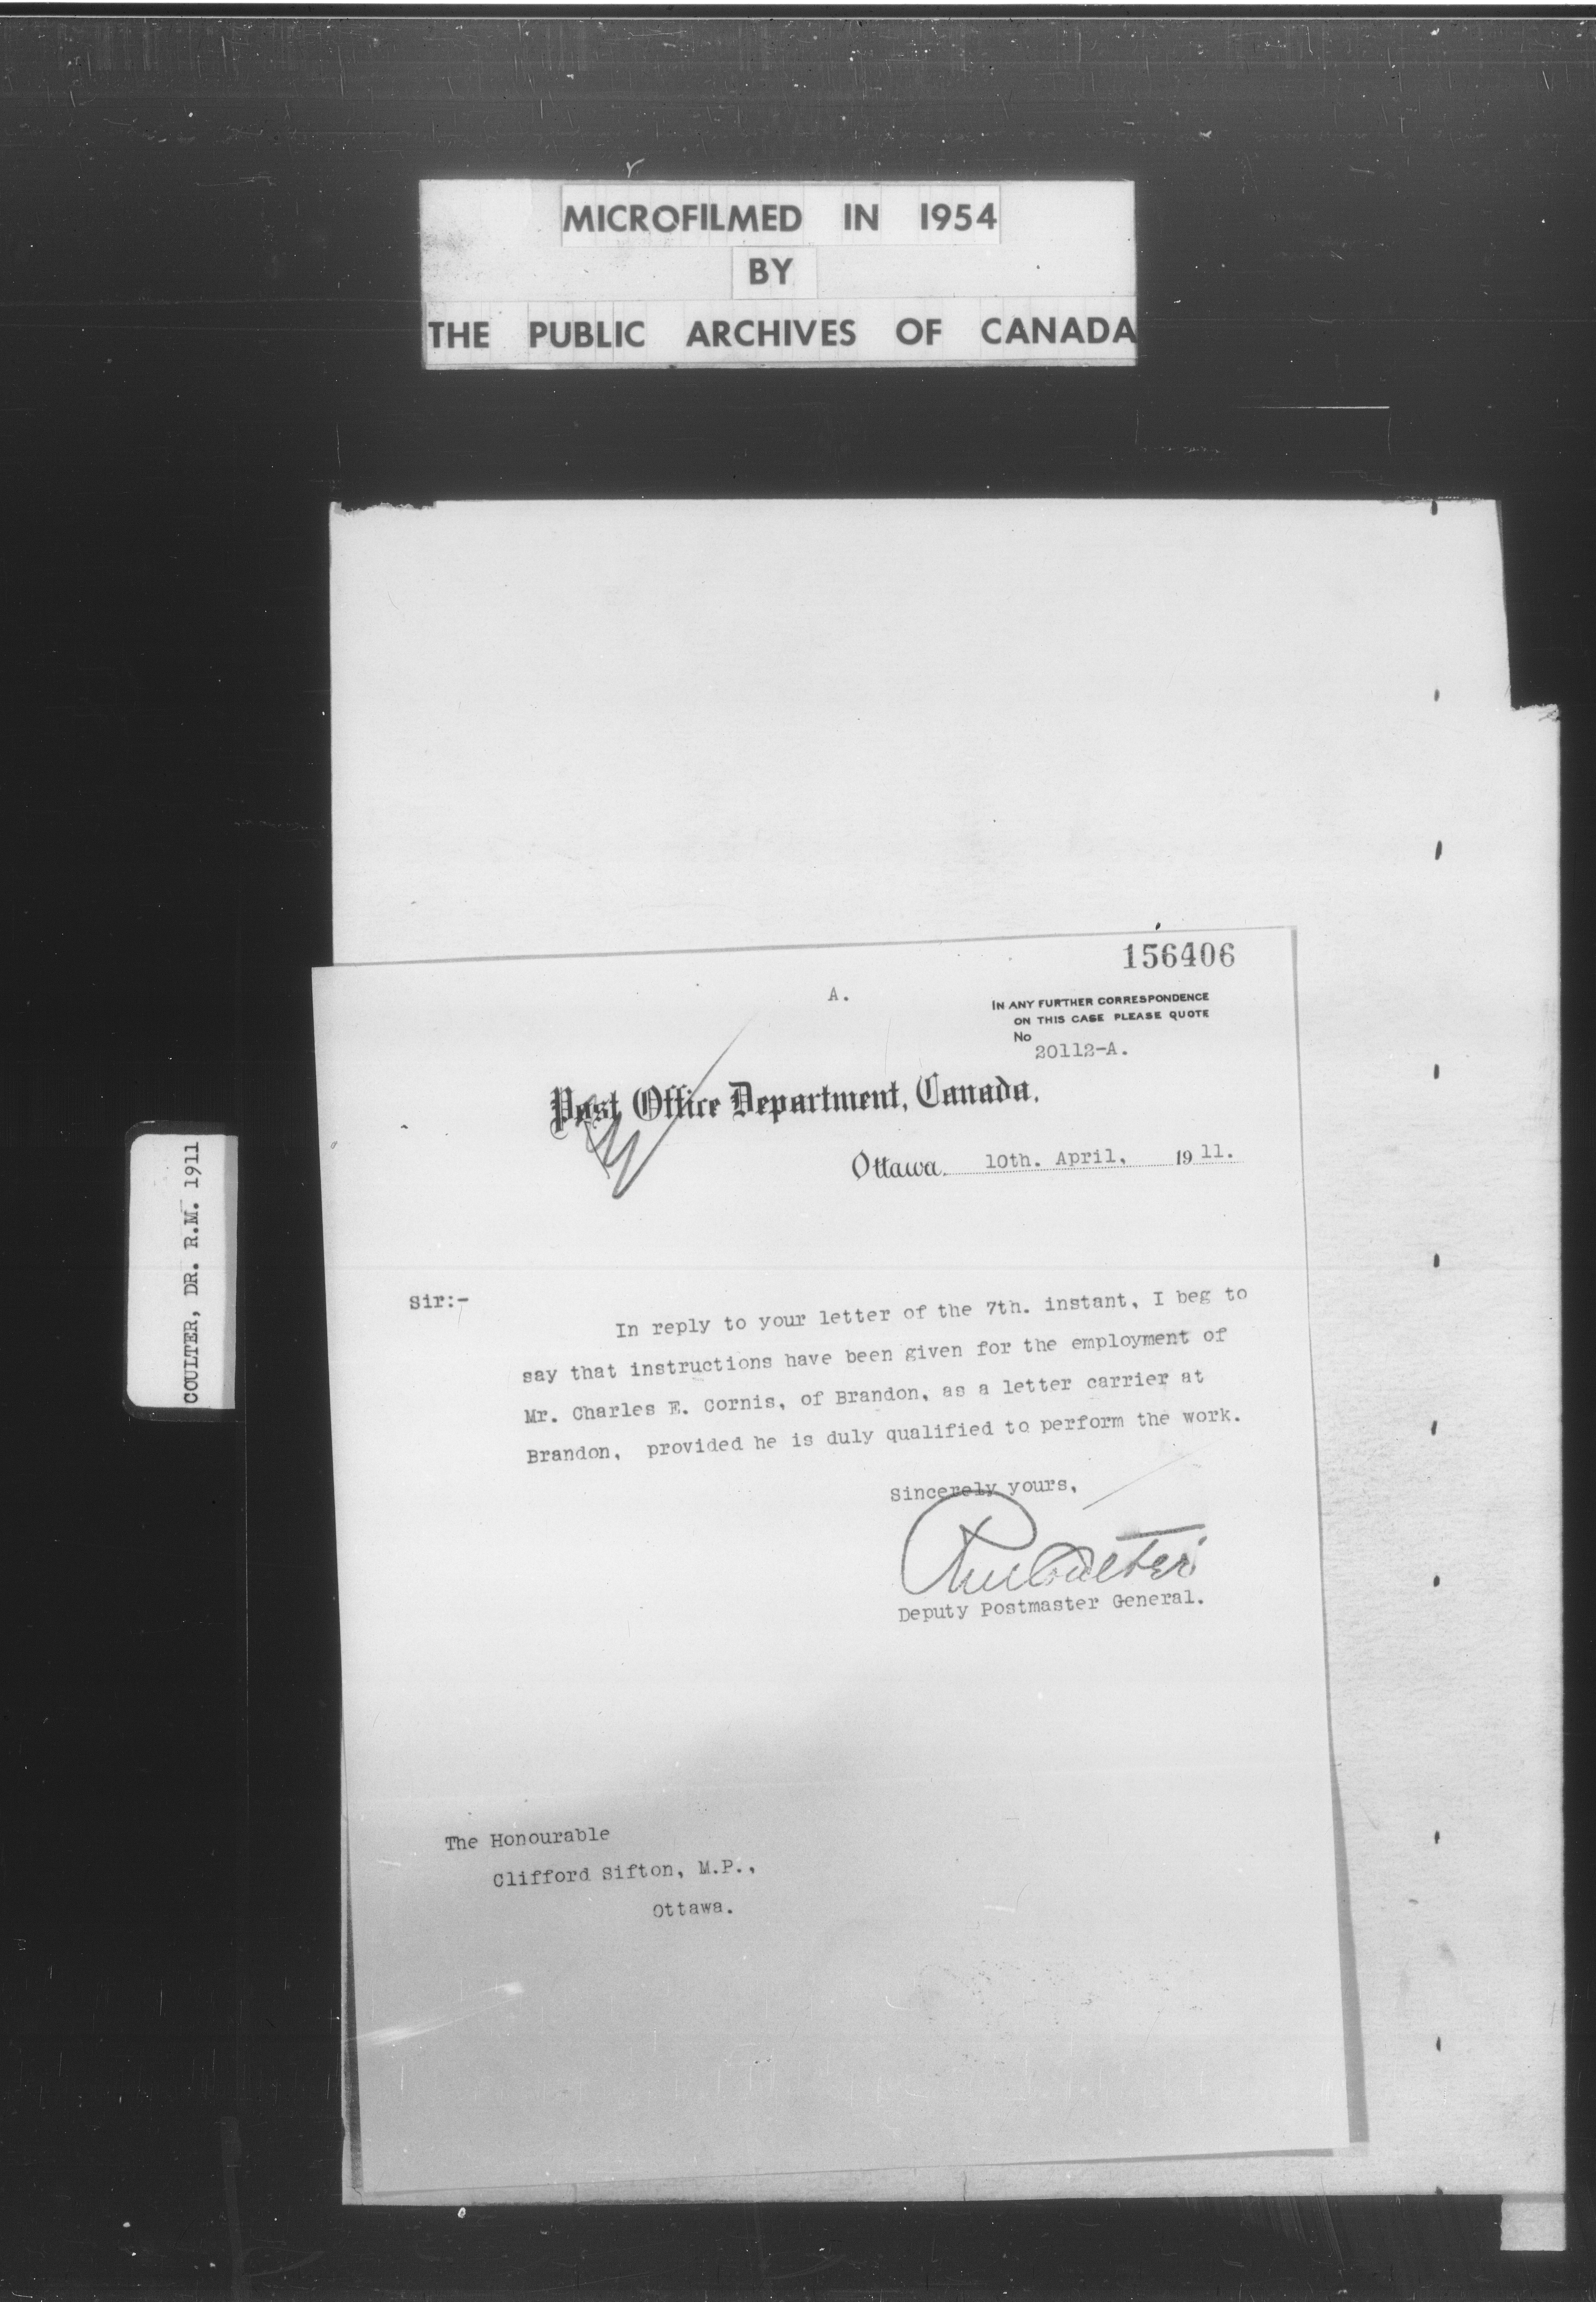 MICROFILMED IN 1954
BY
THE PUBLIC ARCHIVES OF CANADA
156406
A.
IN ANY FURTHER CORRESPONDENCE
ON THIS CASE PLEASE QUOTE
No
20112-A.
Post Office Department, Canada.
Ottawa. 10th. April, 1911.
COULTER, DR. R.M. 1911
Sir:-
In reply to your letter of the 7th. instant, I beg to
say that instructions have been given for the employment of
Mr. Charles E. Cornis, of Brandon, as a letter carrier at
Brandon, provided he is duly qualified to perform the work.
Sincerely yours,
RM Coulter
Deputy Postmaster General.
The Honourable
Clifford Sifton, M.P.,
Ottawa.